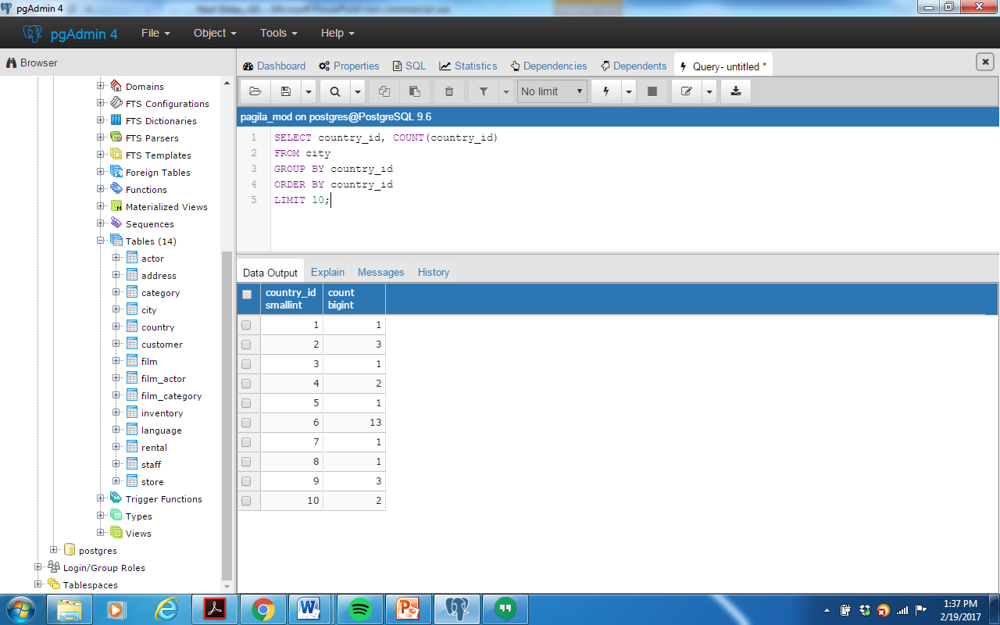 pgAdmin 4
pgAdmin 4 File Object Tools Help
Browser
Dashboard Properties SQL Statistics Dependencies Dependents Query- untitled *
No limit
pagila_mod on postgres@PostgreSQL 9.6
Domains
FTS Configurations
FTS Dictionaries
FTS Parsers
FTS Templates
Foreign Tables
Functions
Materialized Views
Sequences
Tables (14)
actor
address
category
city
country
customer
film
film_actor
film_category
inventory
language
rental
staff
store
Trigger Functions
Types
Views
postgres
Login/Group Roles
Tablespaces
1 SELECT country_id, COUNT(country_id)
2 FROM city
3 GROUP BY country_id
4 ORDER BY country_id
5 LIMIT 10;
Data Output Explain Messages History
country_id count
smallint bigint
1 1
2 3
3 1
4 2
5 1
6 13
7 1
8 1
9 3
10 2
1:37 PM
2/19/2017